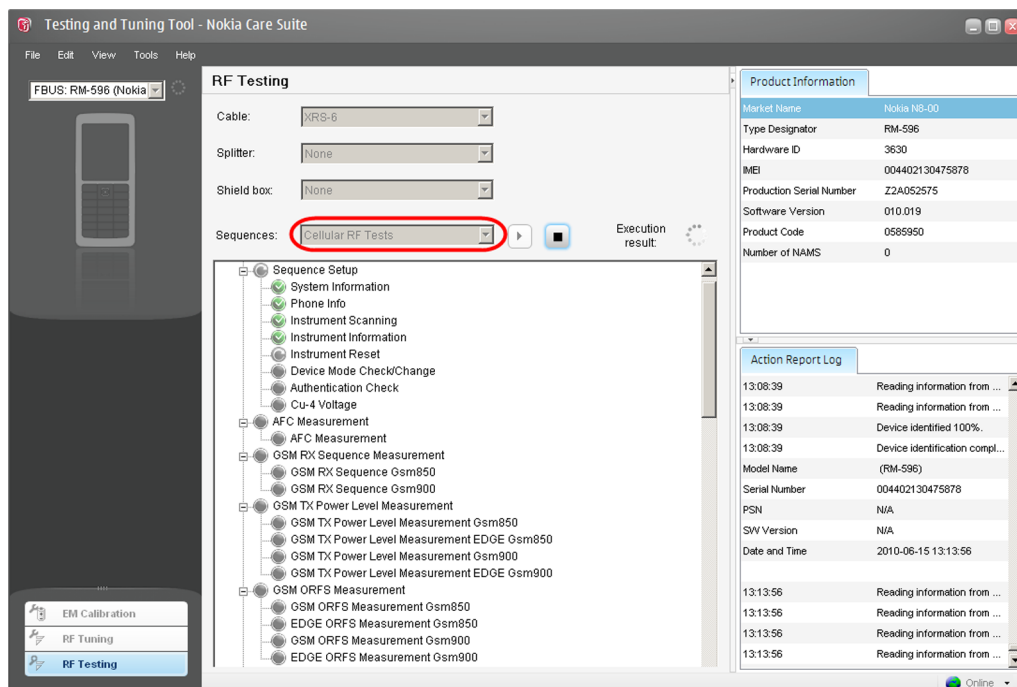 Testing and Tuning Tool - Nokia Care Suite
File Edit View Tools Help
FBUS: RM-596 (Nokia
RF Testing
Cable: XRS-6
Splitter: None
Shield box: None
Sequences: Cellular RF Tests
Execution
result:
Sequence Setup
System Information
Phone Info
Instrument Scanning
Instrument Information
Instrument Reset
Device Mode Check/Change
Authentication Check
Cu-4 Voltage
AFC Measurement
AFC Measurement
GSM RX Sequence Measurement
GSM RX Sequence Gsm850
GSM RX Sequence Gsm900
GSM TX Power Level Measurement
GSM TX Power Level Measurement Gsm850
GSM TX Power Level Measurement EDGE Gsm850
GSM TX Power Level Measurement Gsm900
GSM TX Power Level Measurement EDGE Gsm900
GSM ORFS Measurement
GSM ORFS Measurement Gsm850
EDGE ORFS Measurement Gsm850
GSM ORFS Measurement Gsm900
EDGE ORFS Measurement Gsm900
EM Calibration
RF Tuning
RF Testing
Product Information
Market Name Nokia N8-00
Type Designator RM-596
Hardware ID 3630
IMEI 004402130475878
Production Serial Number Z2A052575
Software Version 010.019
Product Code 0585950
Number of NAMS 0
Action Report Log
13:08:39 Reading information from ...
13:08:39 Reading information from ...
13:08:39 Device identified 100%.
13:08:39 Device identification compl...
Model Name (RM-596)
Serial Number 004402130475878
PSN N/A
SW Version N/A
Date and Time 2010-06-15 13:13:56
13:13:56 Reading information from ...
13:13:56 Reading information from ...
13:13:56 Reading information from ...
13:13:56 Reading information from ...
Online